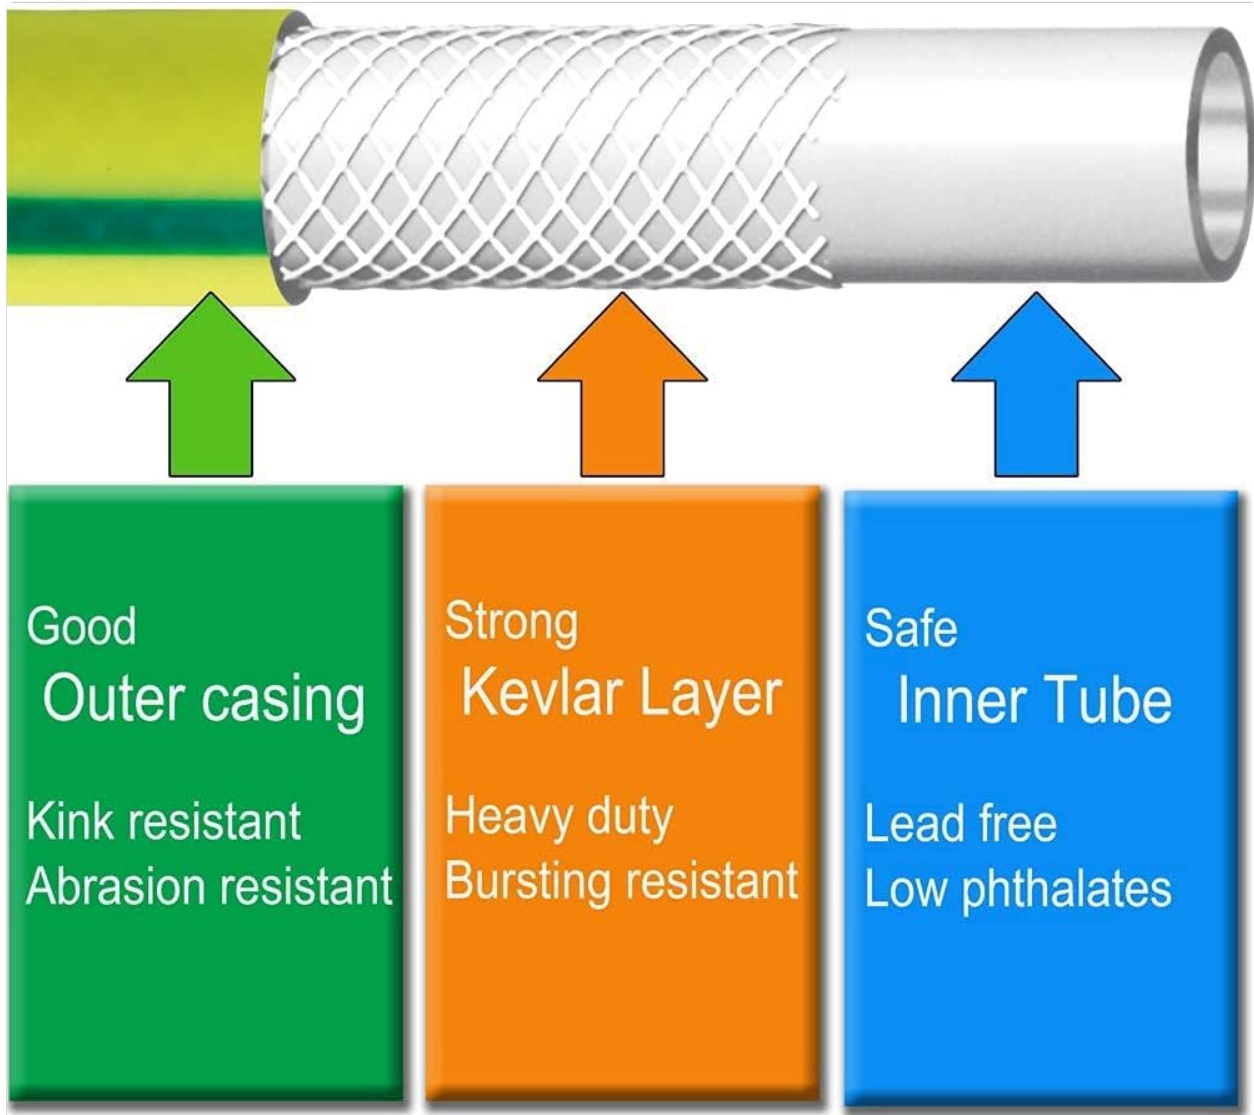 Good
Outer casing
Kink resistant
Abrasion resistant
Strong
Kevlar Layer
Heavy duty
Bursting resistant
Safe
Inner Tube
Lead free
Low phthalates